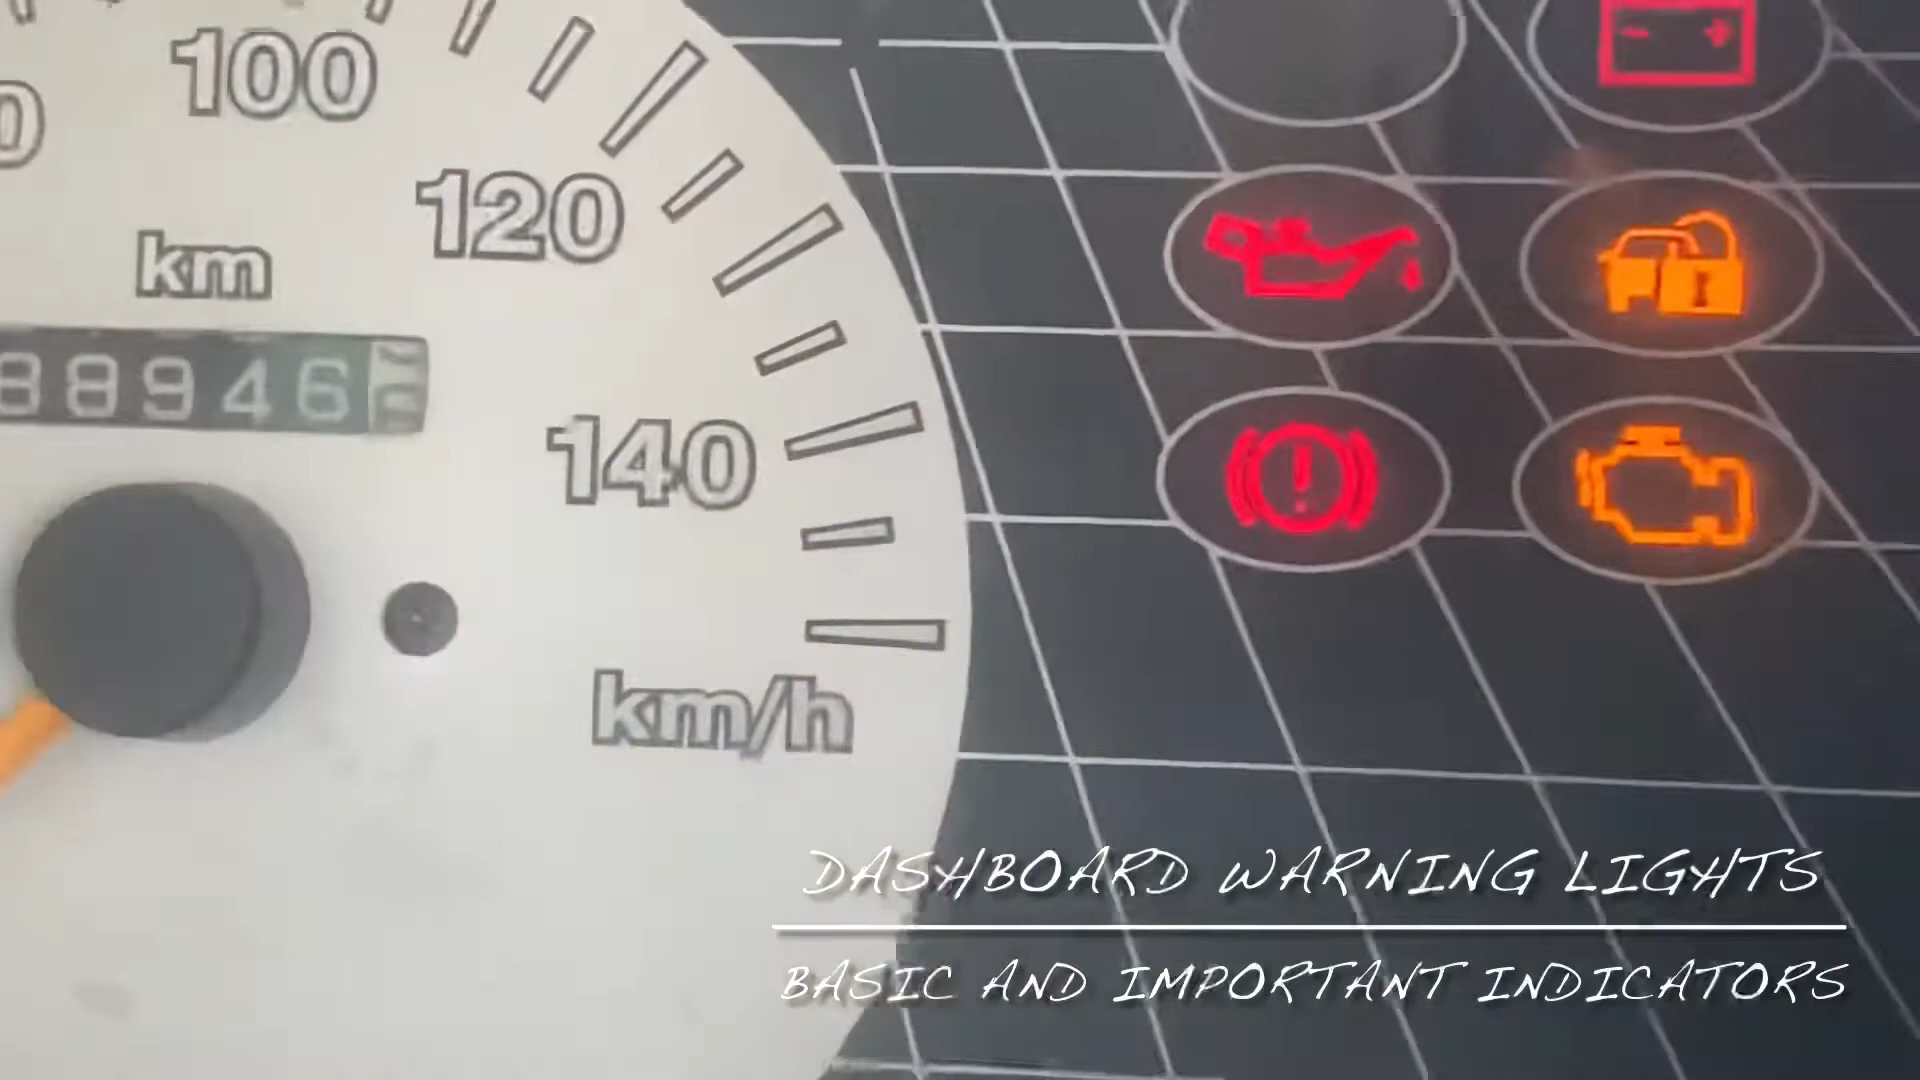 100
120
km
88946
140
km/h
DASHBOARD WARNING LIGHTS
BASIC AND IMPORTANT INDICATORS